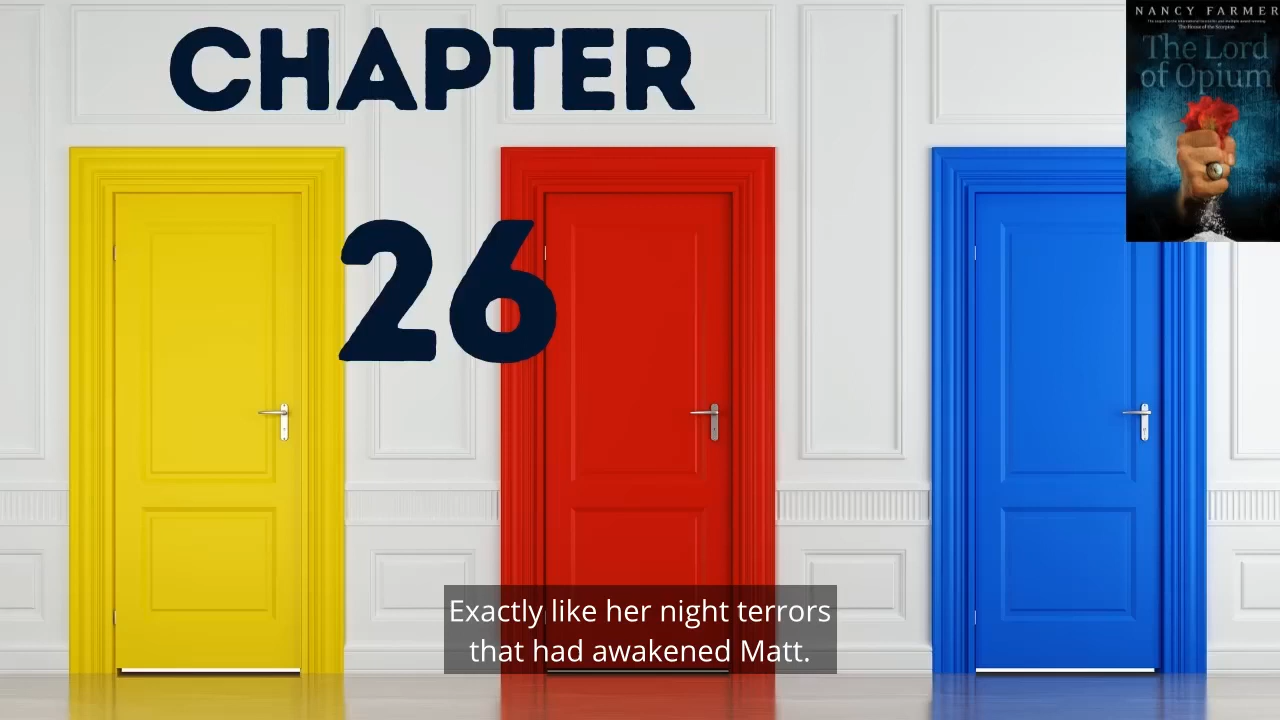 CHAPTER
26
NANCY FARMER
The Lord
of Opium
Exactly like her night terrors
that had awakened Matt.